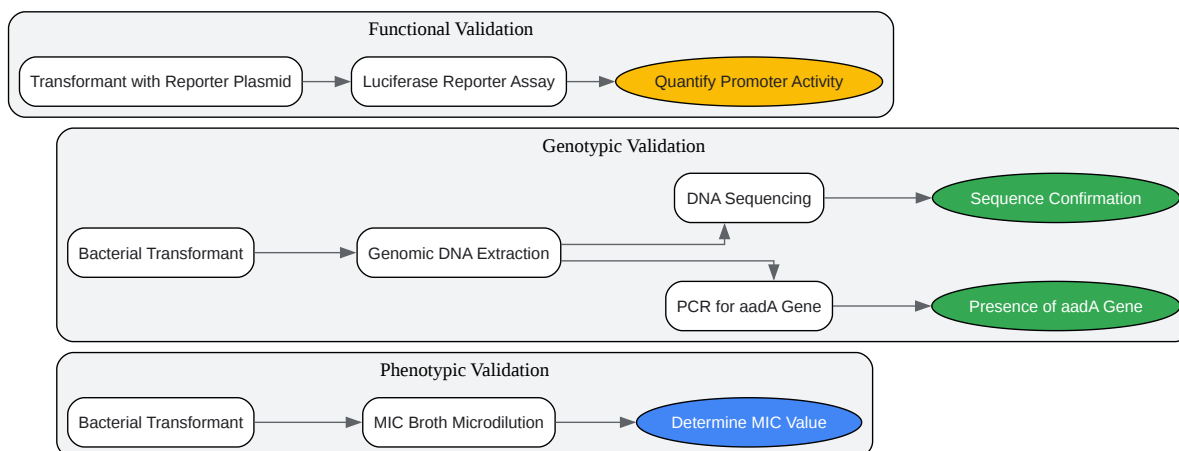 Functional Validation
Transformant with Reporter Plasmid
Luciferase Reporter Assay
Quantify Promoter Activity
Genotypic Validation
DNA Sequencing
Sequence Confirmation
Bacterial Transformant
Genomic DNA Extraction
PCR for aadA Gene
Presence of aadA Gene
Phenotypic Validation
Bacterial Transformant
MIC Broth Microdilution
Determine MIC Value